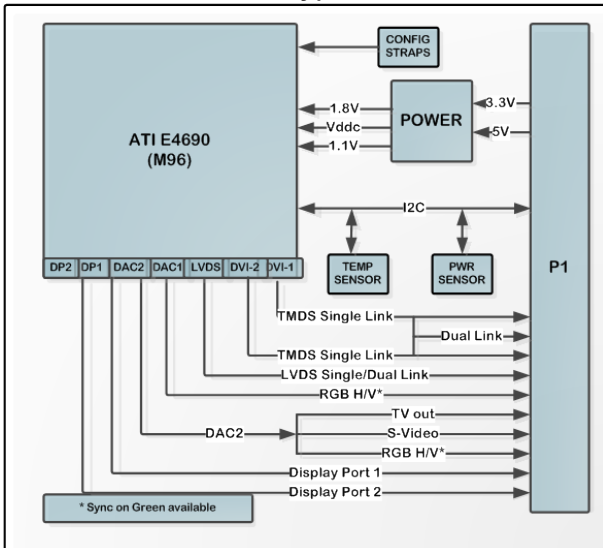 CONFIG
STRAPS
ATI E4690
(M96)
1.8V
Vddc
1.1V
POWER
3.3V
5V
I2C
TEMP
SENSOR
PWR
SENSOR
P1
DP2
DP1
DAC2
DAC1
LVDS
DVI-2
DVI-1
TMDS Single Link
Dual Link
TMDS Single Link
LVDS Single/Dual Link
RGB H/V*
TV out
DAC2
S-Video
RGB H/V*
Display Port 1
Display Port 2
* Sync on Green available